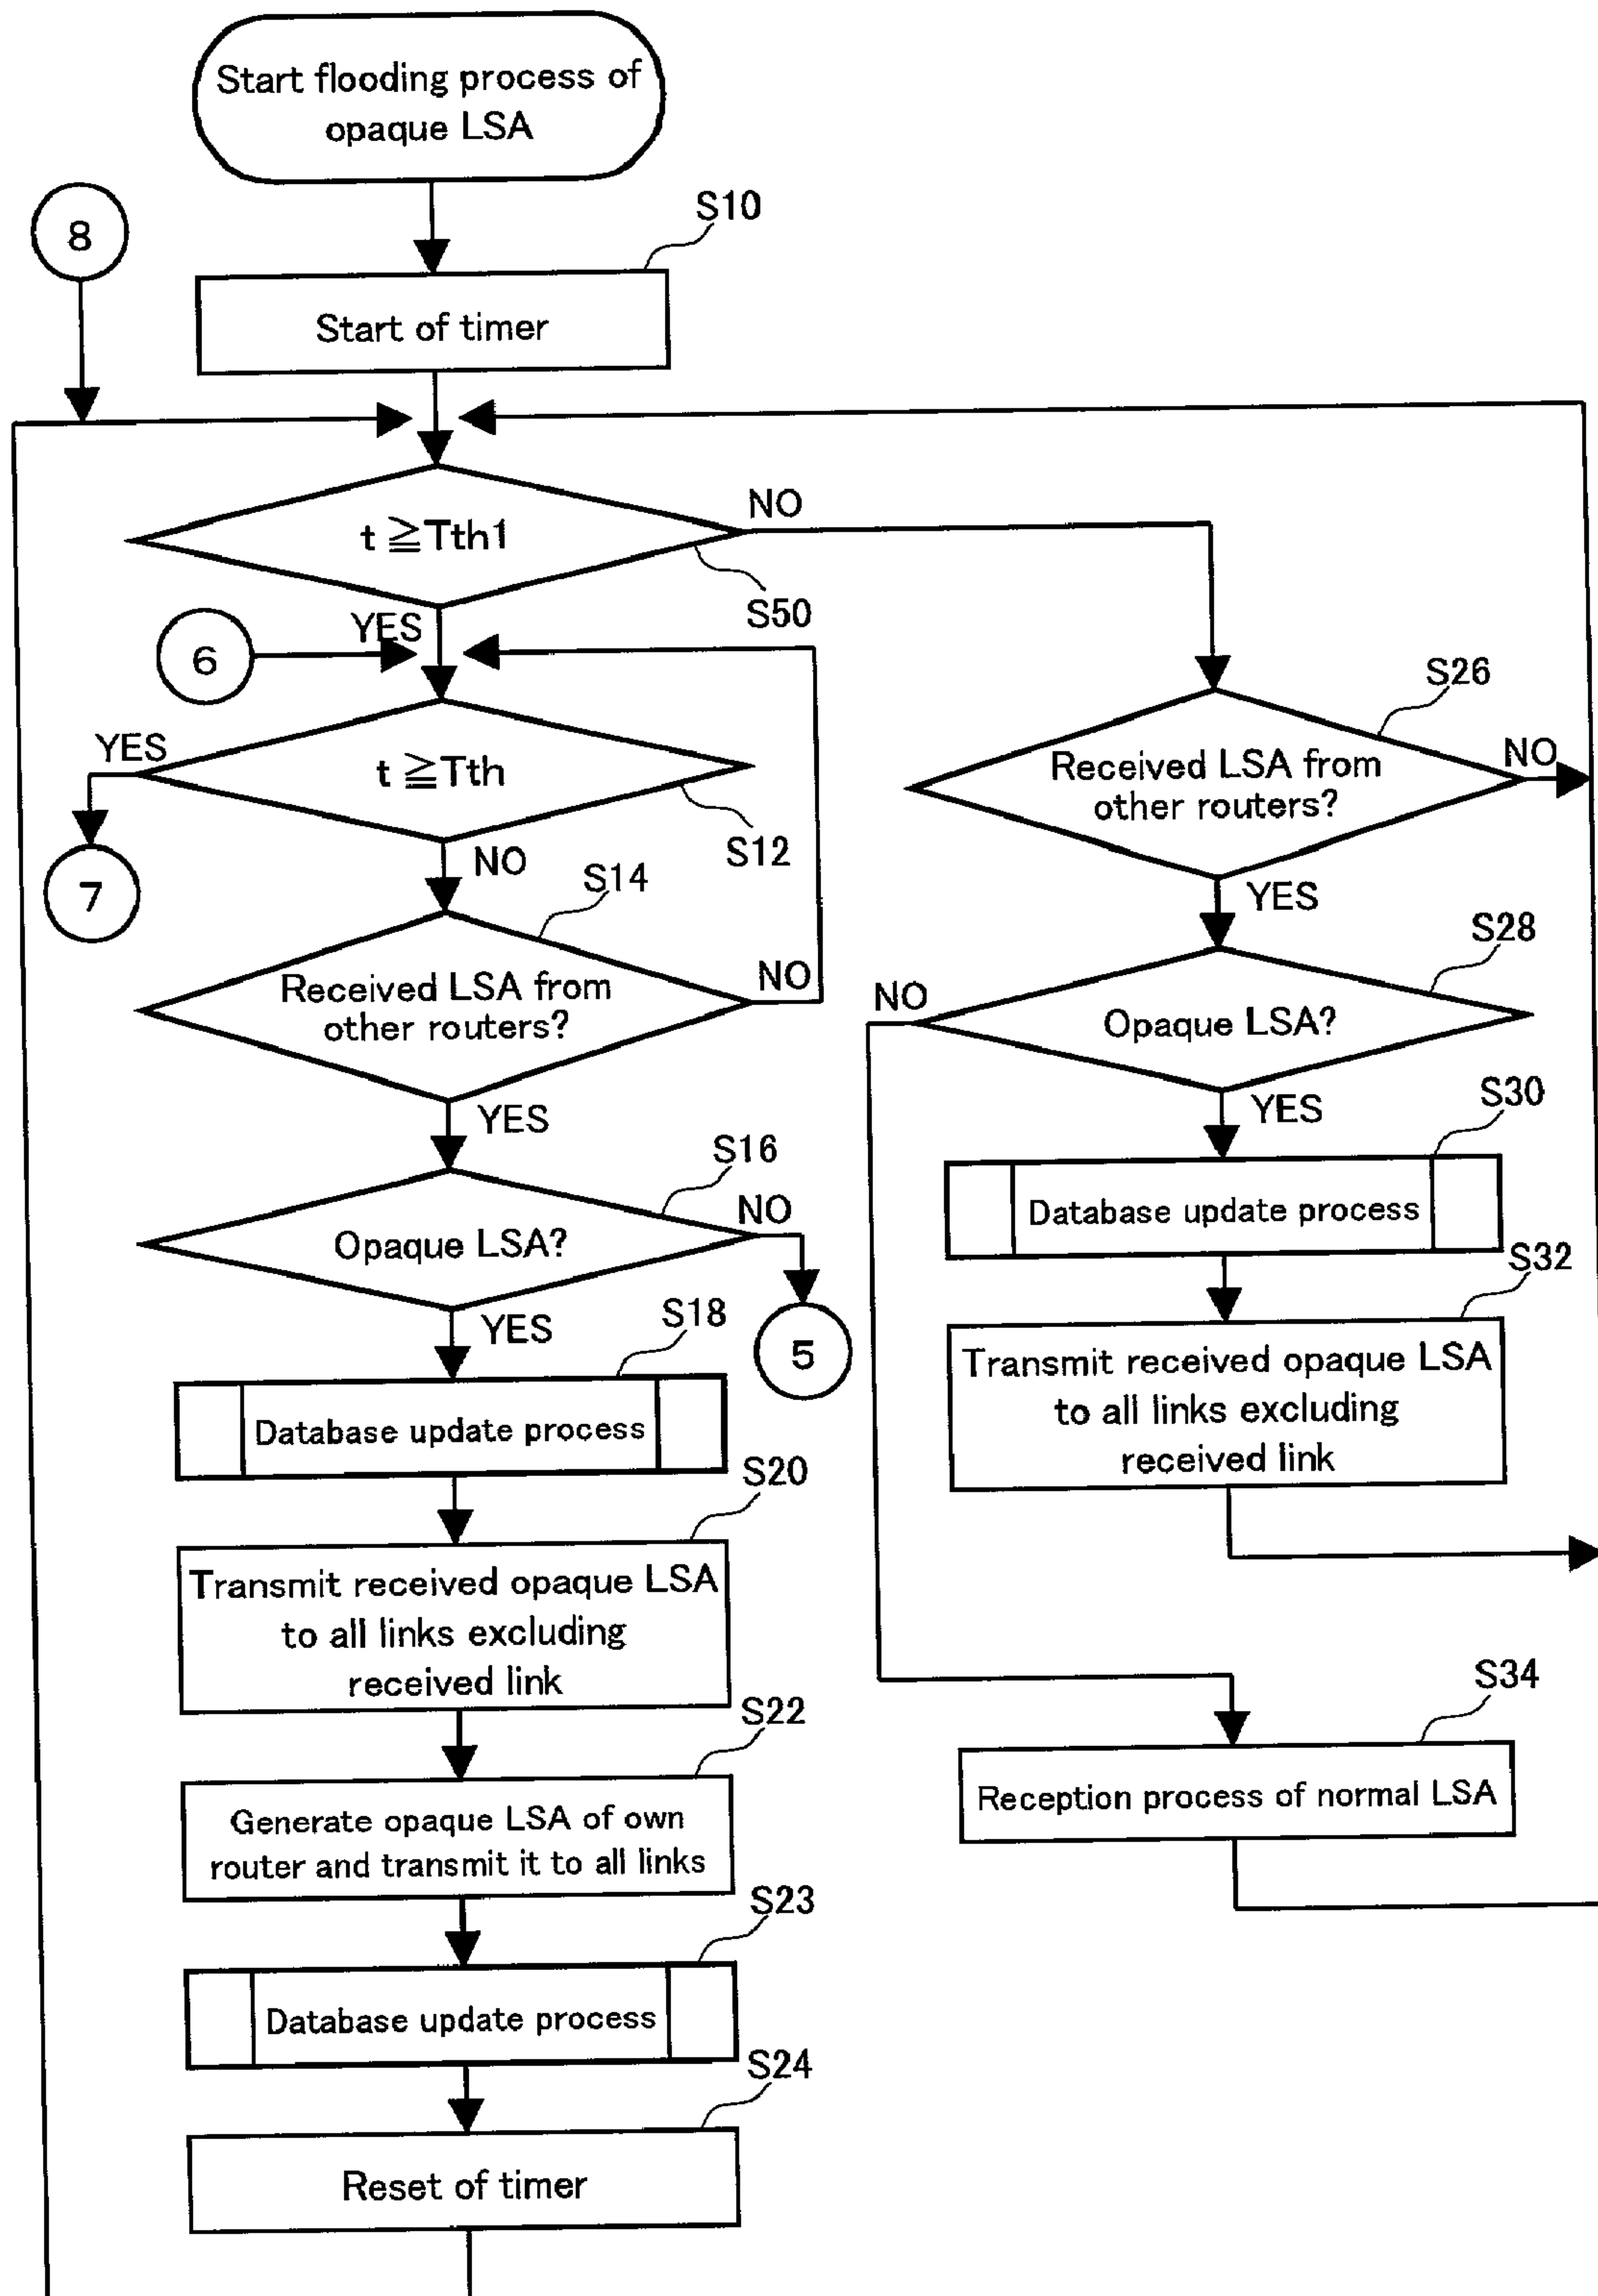 Start flooding process of
opaque LSA
8
S10
Start of timer
t ≧Tth1
NO
S50
YES
6
S26
YES
t ≧Tth
S12
Received LSA from
other routers?
NO
7
NO
S14
YES
S28
Received LSA from
other routers?
NO
NO
Opaque LSA?
YES
S30
YES
S16
Database update process
NO
S32
Opaque LSA?
YES
S18
5
Transmit received opaque LSA
to all links excluding
received link
Database update process
S20
Transmit received opaque LSA
to all links excluding
received link
S34
S22
Reception process of normal LSA
Generate opaque LSA of own
router and transmit it to all links
S23
Database update process
S24
Reset of timer